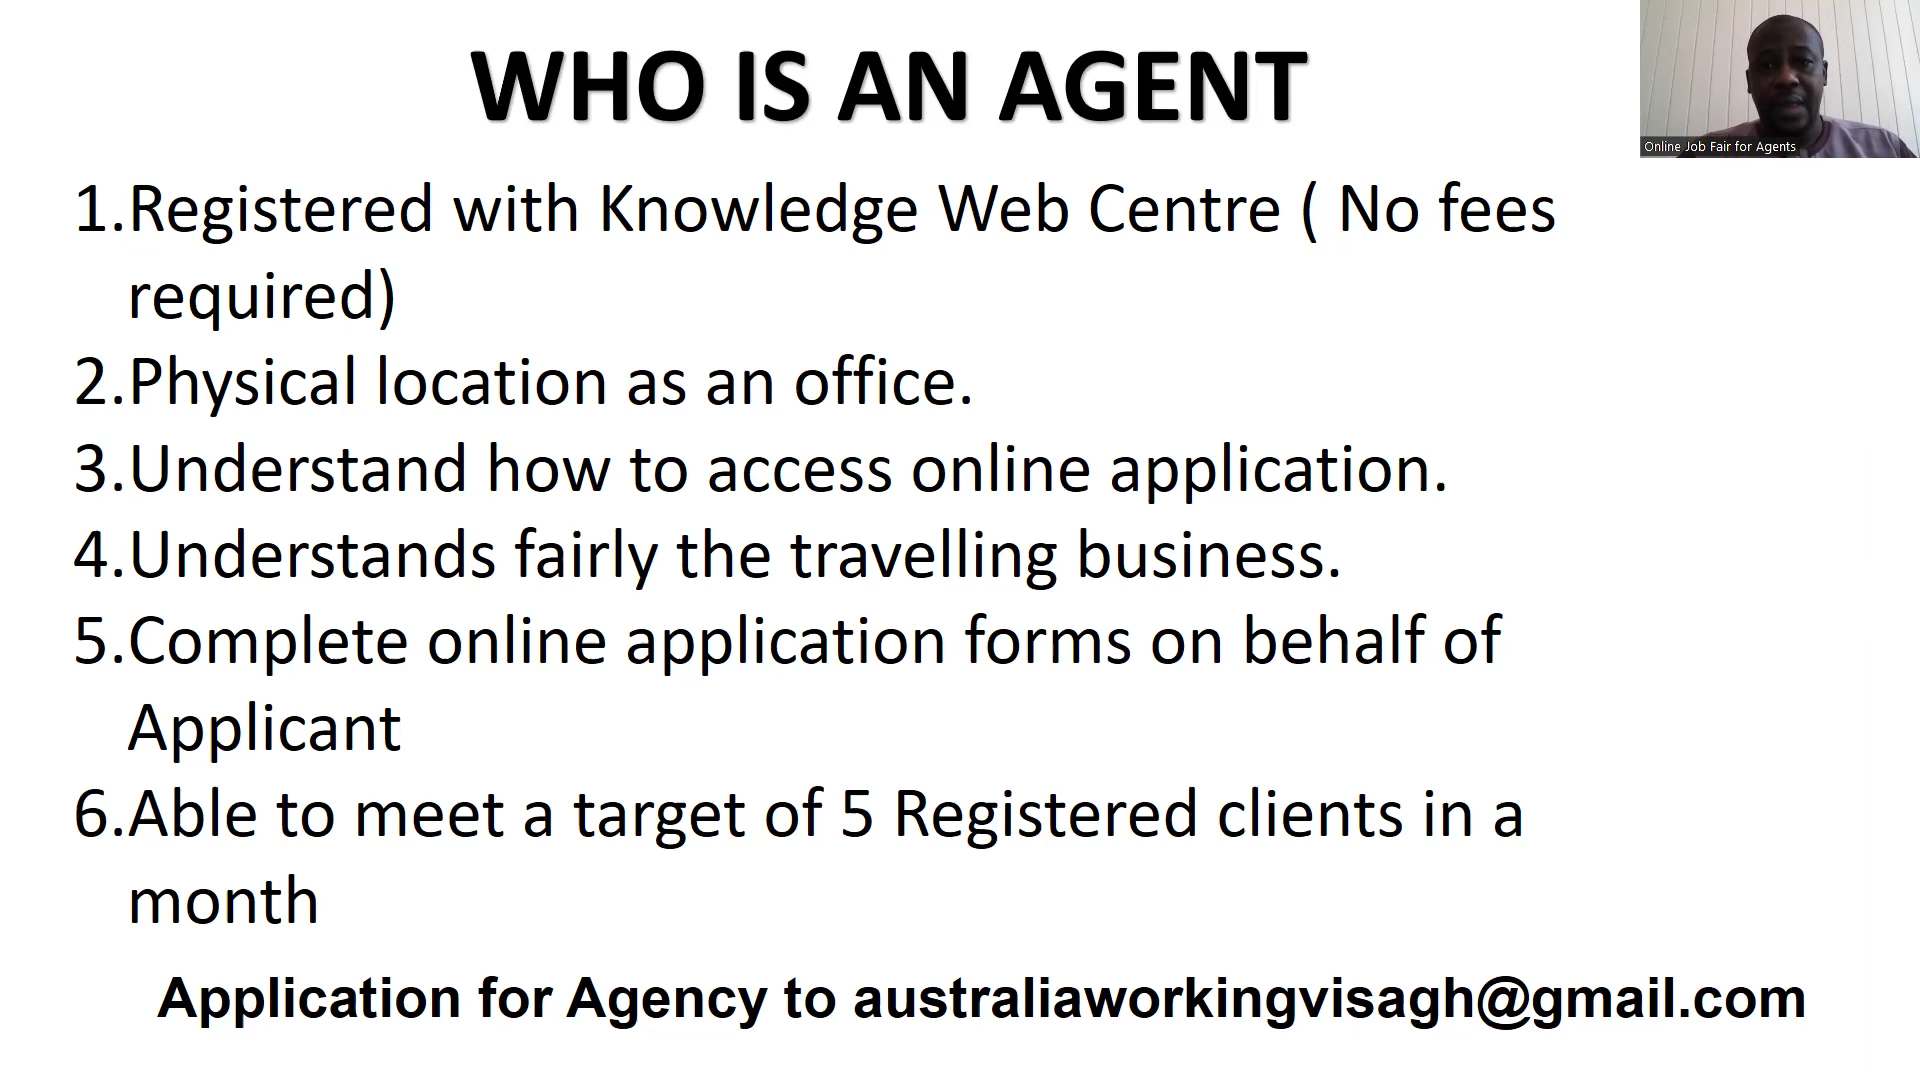 WHO IS AN AGENT
Online Job Fair for Agents
1.Registered with Knowledge Web Centre ( No fees
required)
2.Physical location as an office.
3.Understand how to access online application.
4.Understands fairly the travelling business.
5.Complete online application forms on behalf of
Applicant
6.Able to meet a target of 5 Registered clients in a
month
Application for Agency to australiaworkingvisagh@gmail.com